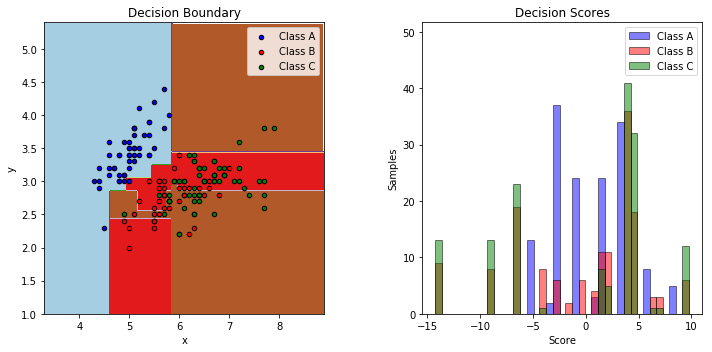 Decision Boundary
Class A
Class B
Class C
5.0
4.5
4.0
3.5
3.0
2.5
2.0
1.5
1.0
y
4
5
6
7
8
x
Decision Scores
Class A
Class B
Class C
50
40
30
20
10
0
Samples
−15
−10
−5
0
5
10
Score